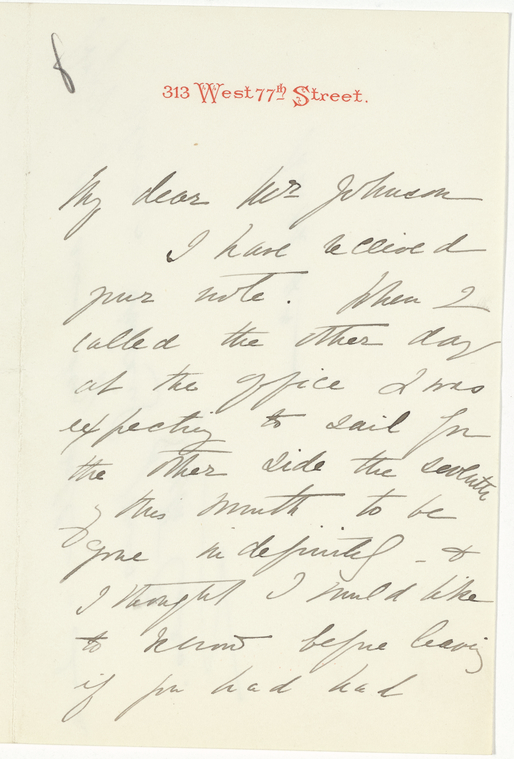 313 West 77th Street.
My dear Mr Johnson
I have received
your note. When I
called the other day
at the office I was
expecting to sail for
the other side the seventh
of this month to be
gone indefinitely - &
I thought I would like
to know before leaving
if you had had